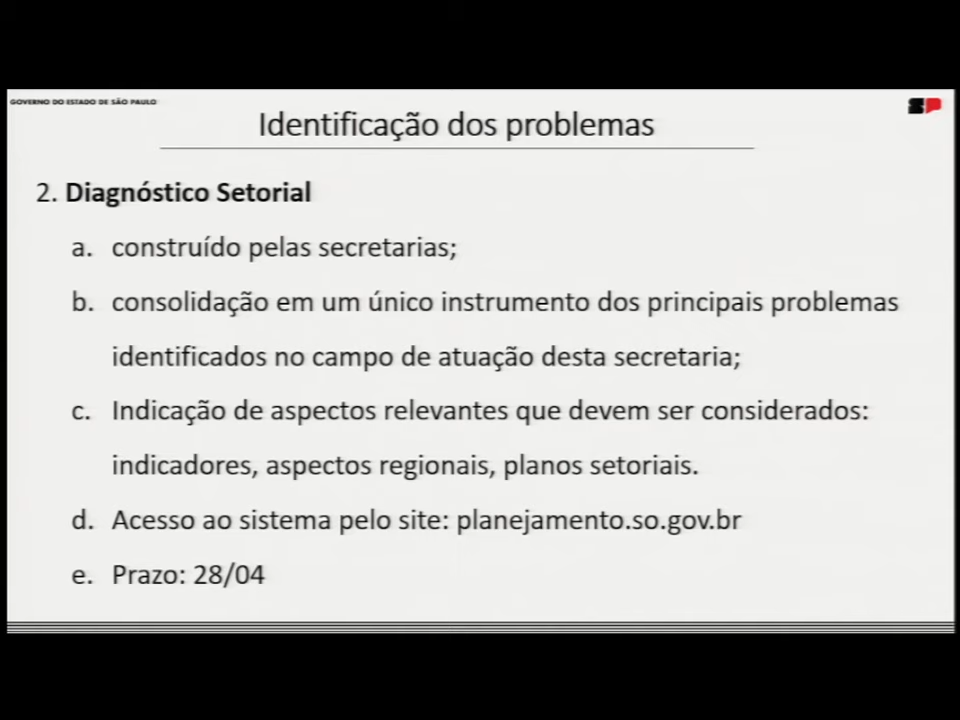 GOVERNO DO ESTADO DE SÃO PAULO
SP
Identificação dos problemas
2. Diagnóstico Setorial
a. construído pelas secretarias;
b. consolidação em um único instrumento dos principais problemas
identificados no campo de atuação desta secretaria;
c. Indicação de aspectos relevantes que devem ser considerados:
indicadores, aspectos regionais, planos setoriais.
d. Acesso ao sistema pelo site: planejamento.so.gov.br
e. Prazo: 28/04